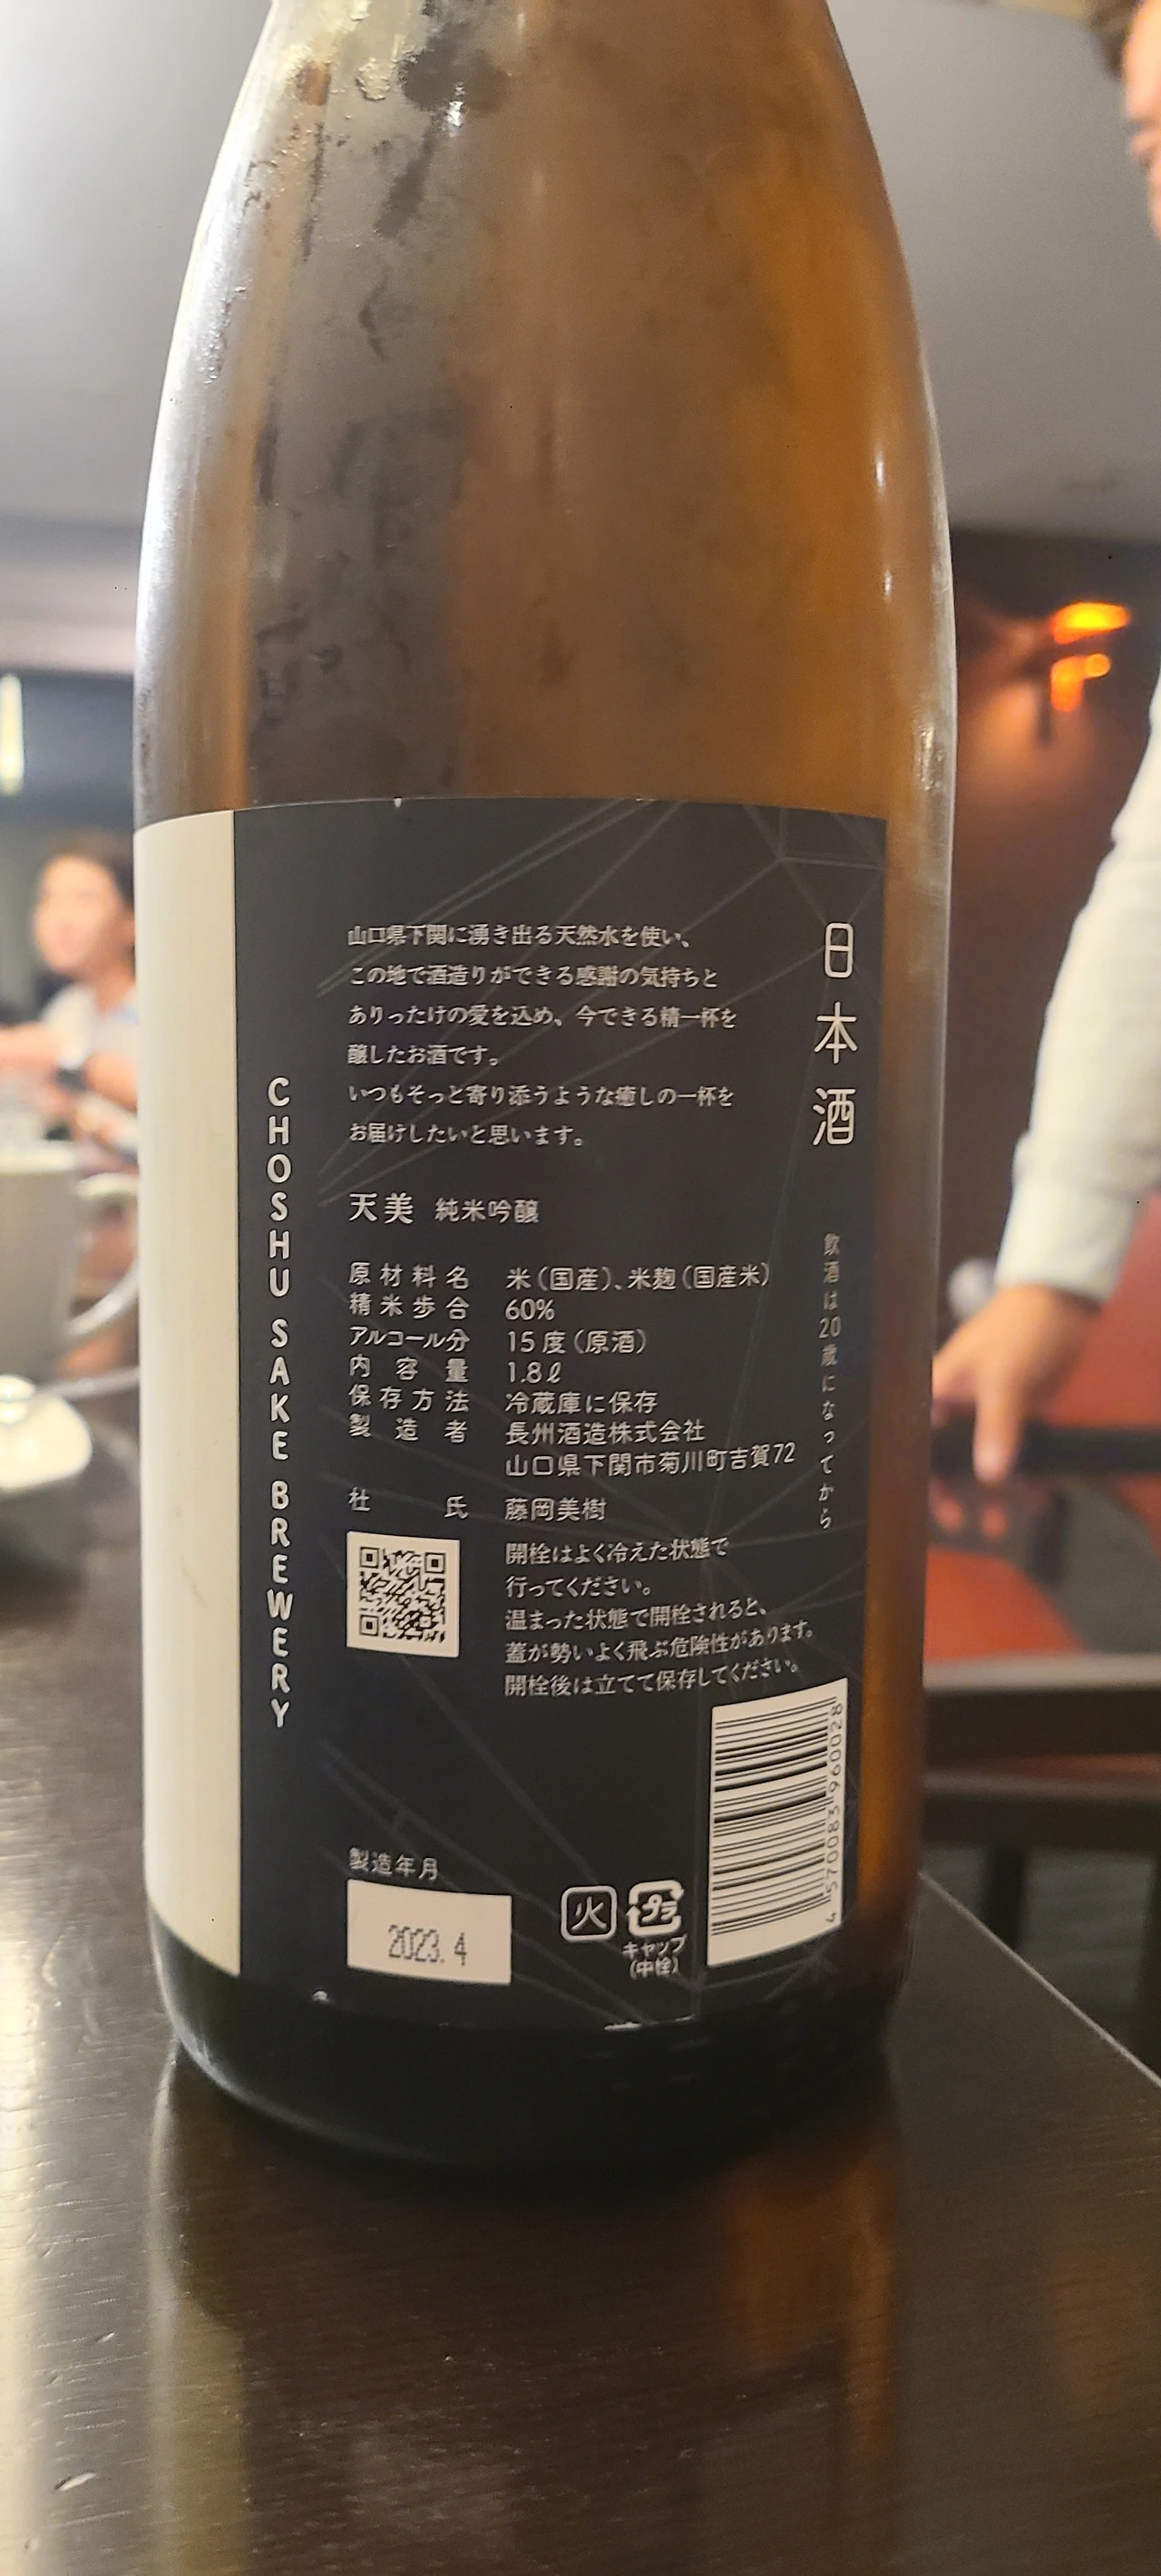 山口県下関に湧き出る天然水を使い、
この地で酒造りができる感謝の気持ちと
ありったけの愛を込め、今できる精一杯を
醸したお酒です。
いつもそっと寄り添うような癒しの一杯を
お届けしたいと思います。
日本酒
飲酒は20歳になってから
CHOSHU SAKE BREWERY
天美 純米吟醸
原材料名 米（国産）、米麹（国産米）
精米歩合 60%
アルコール分 15度（原酒）
内容量 1.8ℓ
保存方法 冷蔵庫に保存
製造者 長州酒造株式会社
山口県下関市菊川町吉賀72
杜氏 藤岡美樹
開栓はよく冷えた状態で
行ってください。
温まった状態で開栓されると、
蓋が勢いよく飛ぶ危険性があります。
開栓後は立てて保存してください。
製造年月
2023.4
火
プラ
キャップ
（中栓）
4 570083 960028